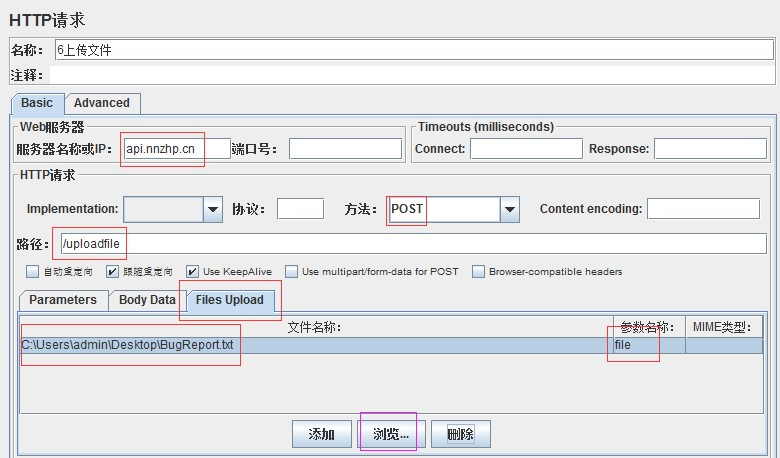 HTTP请求
名称： 6上传文件
注释：
Basic Advanced
Web服务器 Timeouts (milliseconds)
服务器名称或IP： api.nnzhp.cn 端口号： Connect: Response:
HTTP请求
Implementation: 协议： 方法： POST Content encoding:
路径： /uploadfile
自动重定向 跟随重定向 Use KeepAlive Use multipart/form-data for POST Browser-compatible headers
Parameters Body Data Files Upload
文件名称： 参数名称： MIME类型：
C:\Users\admin\Desktop\BugReport.txt file
添加 浏览... 删除